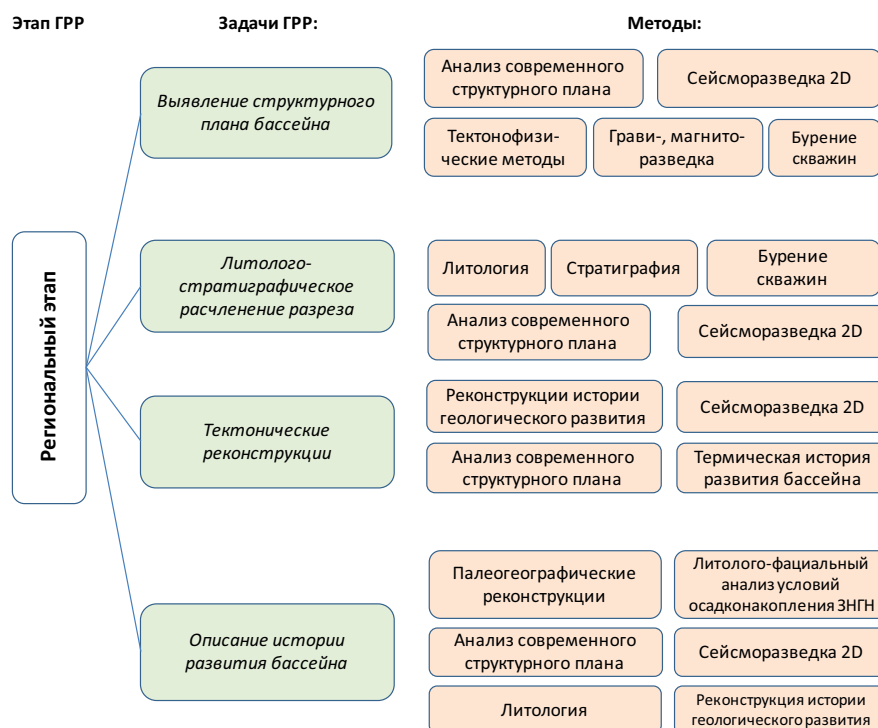 Этап ГРР
Задачи ГРР:
Методы:
Региональный этап
Выявление структурного
плана бассейна
Анализ современного
структурного плана
Сейсморазведка 2D
Тектонофизи-
ческие методы
Грави-, магнито-
разведка
Бурение
скважин
Литолого-
стратиграфическое
расчленение разреза
Литология
Стратиграфия
Бурение
скважин
Анализ современного
структурного плана
Сейсморазведка 2D
Тектонические
реконструкции
Реконструкции истории
геологического развития
Сейсморазведка 2D
Анализ современного
структурного плана
Термическая история
развития бассейна
Описание истории
развития бассейна
Палеогеографические
реконструкции
Литолого-фациальный
анализ условий
осадконакопления ЗНГН
Анализ современного
структурного плана
Сейсморазведка 2D
Литология
Реконструкция истории
геологического развития